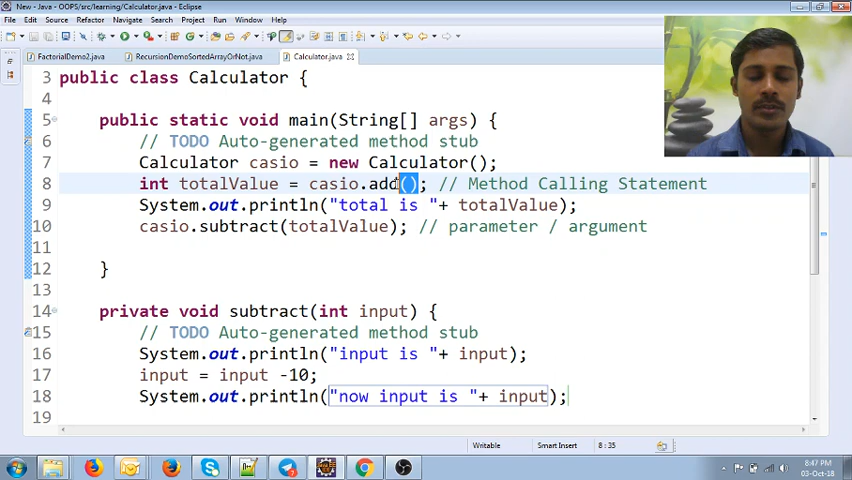 New - OOPS/src/learning/Calculator.java - Eclipse
File Edit Source Refactor Navigate Search Project Run Window Help
FactorialDemo2.java RecursionDemoSortedArrayOrNot.java Calculator.java
3 public class Calculator {
4
5 public static void main(String[] args) {
6 // TODO Auto-generated method stub
7 Calculator casio = new Calculator();
8 int totalValue = casio.add(); // Method Calling Statement
9 System.out.println("total is "+ totalValue);
10 casio.subtract(totalValue); // parameter / argument
11
12 }
13
14 private void subtract(int input) {
15 // TODO Auto-generated method stub
16 System.out.println("input is "+ input);
17 input = input -10;
18 System.out.println("now input is "+ input);
19
Writable Smart Insert 8 : 35
8:47 PM
03-Oct-18